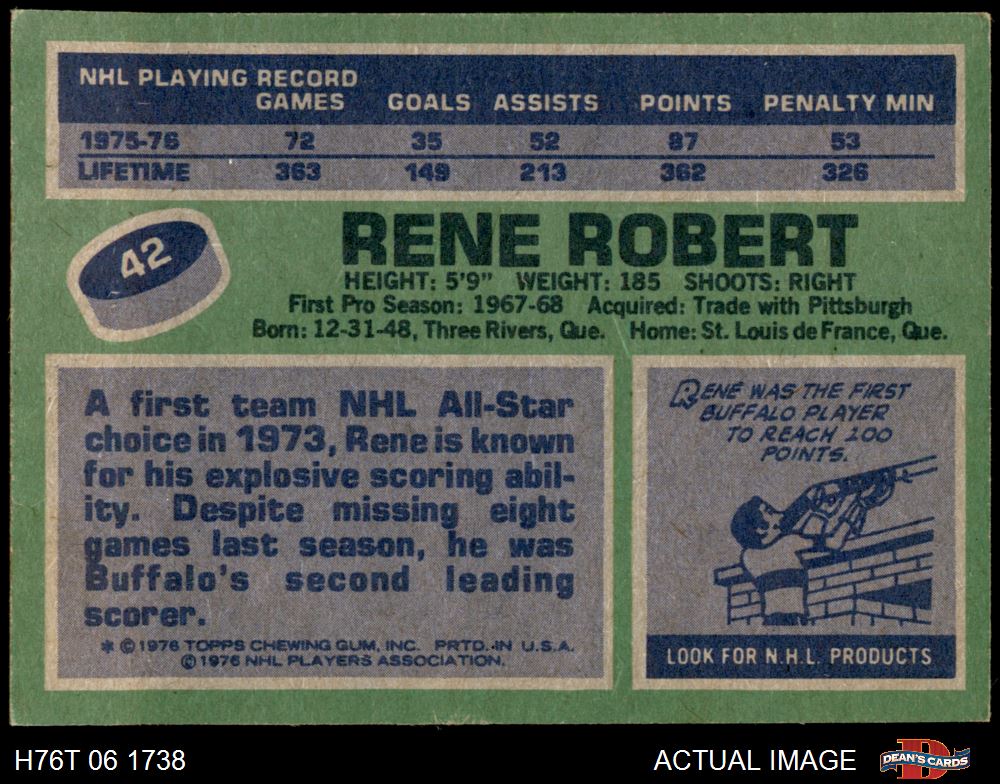 NHL PLAYING RECORD
GAMES GOALS ASSISTS POINTS PENALTY MIN
1975-76 72 35 52 87 53
LIFETIME 363 149 213 362 326
42
RENE ROBERT
HEIGHT: 5'9" WEIGHT: 185 SHOOTS: RIGHT
First Pro Season: 1967-68 Acquired: Trade with Pittsburgh
Born: 12-31-48, Three Rivers, Que. Home: St. Louis de France, Que.
A first team NHL All-Star
choice in 1973, Rene is known
for his explosive scoring abil-
ity. Despite missing eight
games last season, he was
Buffalo's second leading
scorer.
* © 1976 TOPPS CHEWING GUM, INC. PRTD. IN U.S.A.
© 1976 NHL PLAYERS ASSOCIATION.
RENE WAS THE FIRST
BUFFALO PLAYER
TO REACH 100
POINTS.
LOOK FOR N.H.L. PRODUCTS
H76T 06 1738
ACTUAL IMAGE
D
DEAN'S CARDS